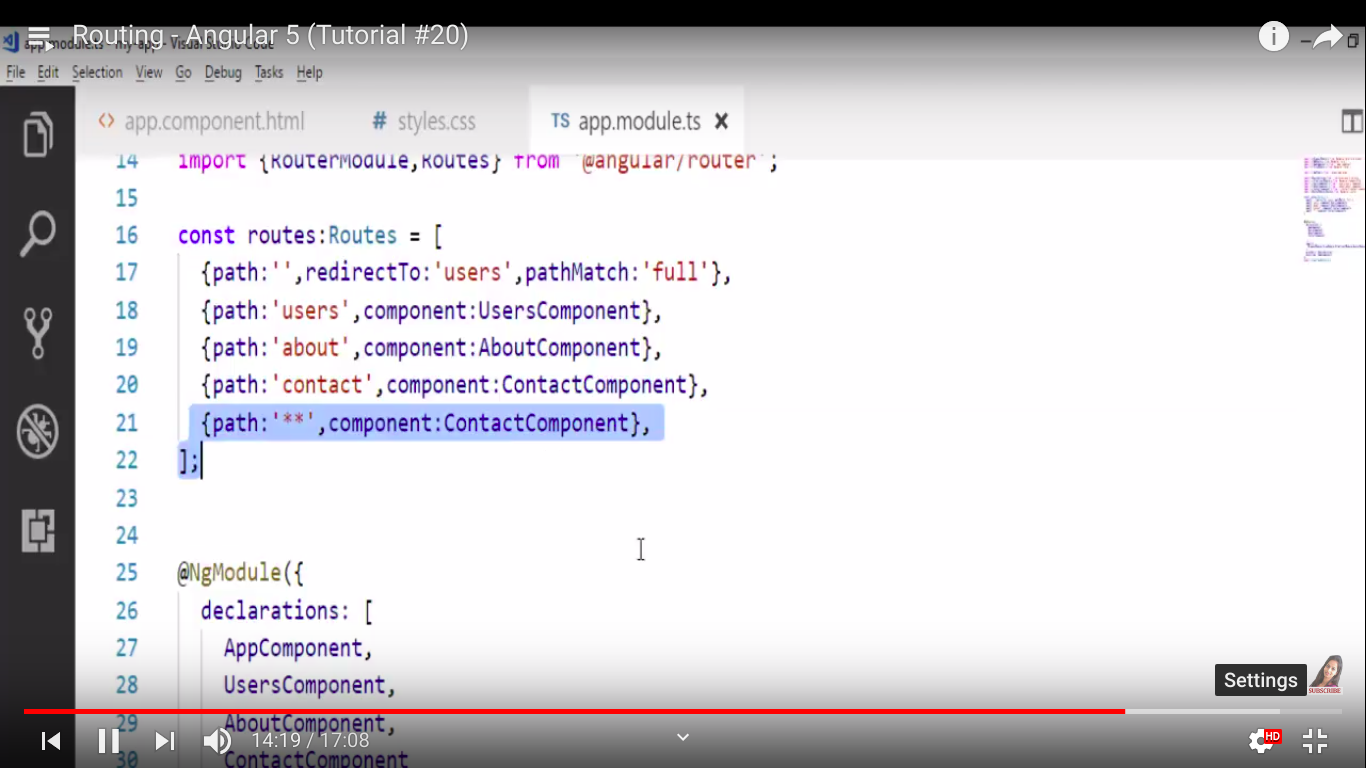 Routing - Angular 5 (Tutorial #20)
app.module.ts - my-app - Visual Studio Code
File Edit Selection View Go Debug Tasks Help
<> app.component.html # styles.css TS app.module.ts ×
14 import {RouterModule,Routes} from '@angular/router';
15
16 const routes:Routes = [
17 {path:'',redirectTo:'users',pathMatch:'full'},
18 {path:'users',component:UsersComponent},
19 {path:'about',component:AboutComponent},
20 {path:'contact',component:ContactComponent},
21 {path:'**',component:ContactComponent},
22 ];
23
24
25 @NgModule({
26 declarations: [
27 AppComponent,
28 UsersComponent,
29 AboutComponent,
30 ContactComponent
Settings
SUBSCRIBE
14:19 / 17:08
HD